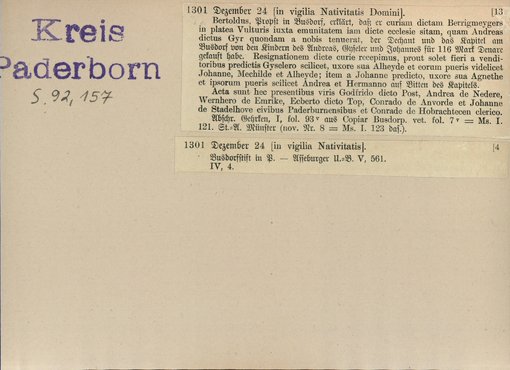 Kreis
Paderborn
S. 92, 157
1301 Dezember 24 [in vigilia Nativitatis Domini]. [13
Bertoldus, Propst in Busdorf, erklärt, daß er curiam dictam Berrigmeygers
in platea Vulturis iuxta emunitatem iam dicte ecclesie sitam, quam Andreas
dictus Gyr quondam a nobis tenuerat, der Dechant und das Kapitel am
Busdorf von den Kindern des Andreas, Gyseler und Johannes für 116 Mark Denare
gekauft habe. Resignationem dicte curie recepimus, prout solet fieri a vendi-
toribus predictis Gyselero scilicet, uxore sua Alheyde et eorum pueris videlicet
Johanne, Mechilde et Alheyde; item a Johanne predicto, uxore sua Agnethe
et ipsorum pueris scilicet Andrea et Hermanno auf Bitten des Kapitels.
Acta sunt hec presentibus viris Godfrido dicto Post, Andrea de Nedere,
Wernhero de Emrike, Ecberto dicto Top, Conrado de Anvorde et Johanne
de Stadelhove civibus Paderburnensibus et Conrado de Hobrachtecen clerico.
Abschr. Gehrken, I, fol. 93ᵛ aus Copiar Busdorp. vet. fol. 7ᵛ = Ms. I.
121. St.-A. Münster (nov. Nr. 8 = Ms. I. 123 das.).
1301 Dezember 24 [in vigilia Nativitatis]. [4
Busdorfstift in P. — Asseburger U.-B. V, 561.
IV, 4.